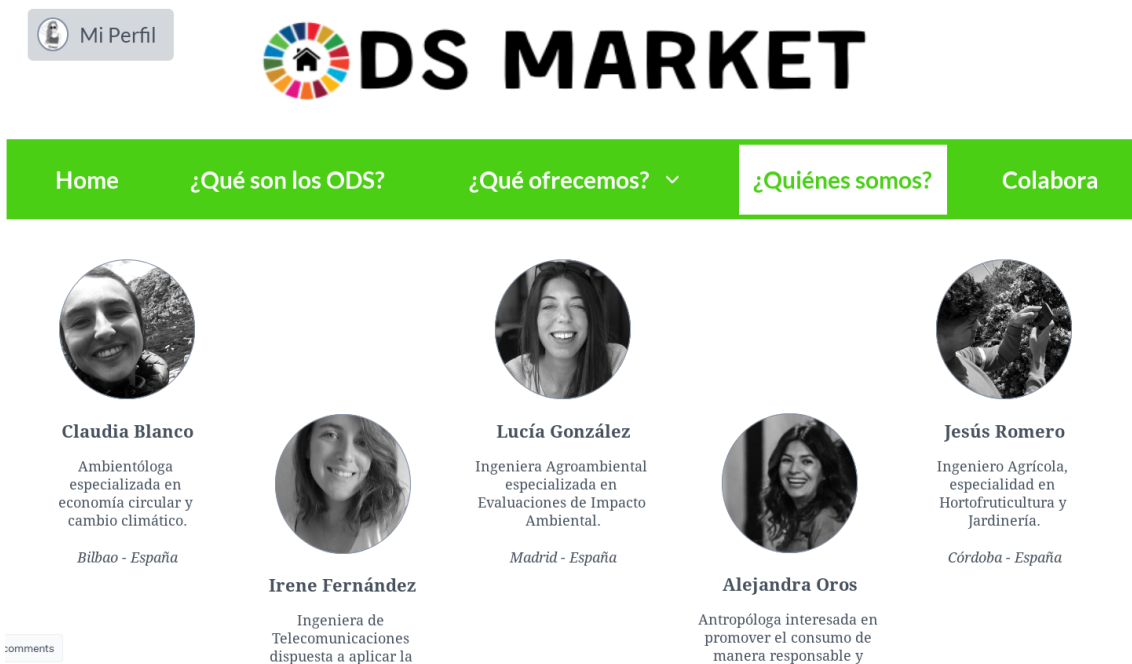 Mi Perfil
DS MARKET
Home
¿Qué son los ODS?
¿Qué ofrecemos?
¿Quiénes somos?
Colabora
Claudia Blanco
Ambientóloga
especializada en
economía circular y
cambio climático.
Bilbao - España
Irene Fernández
Ingeniera de
Telecomunicaciones
dispuesta a aplicar la
Lucía González
Ingeniera Agroambiental
especializada en
Evaluaciones de Impacto
Ambiental.
Madrid - España
Alejandra Oros
Antropóloga interesada en
promover el consumo de
manera responsable y
Jesús Romero
Ingeniero Agrícola,
especialidad en
Hortofruticultura y
Jardinería.
Córdoba - España
comments